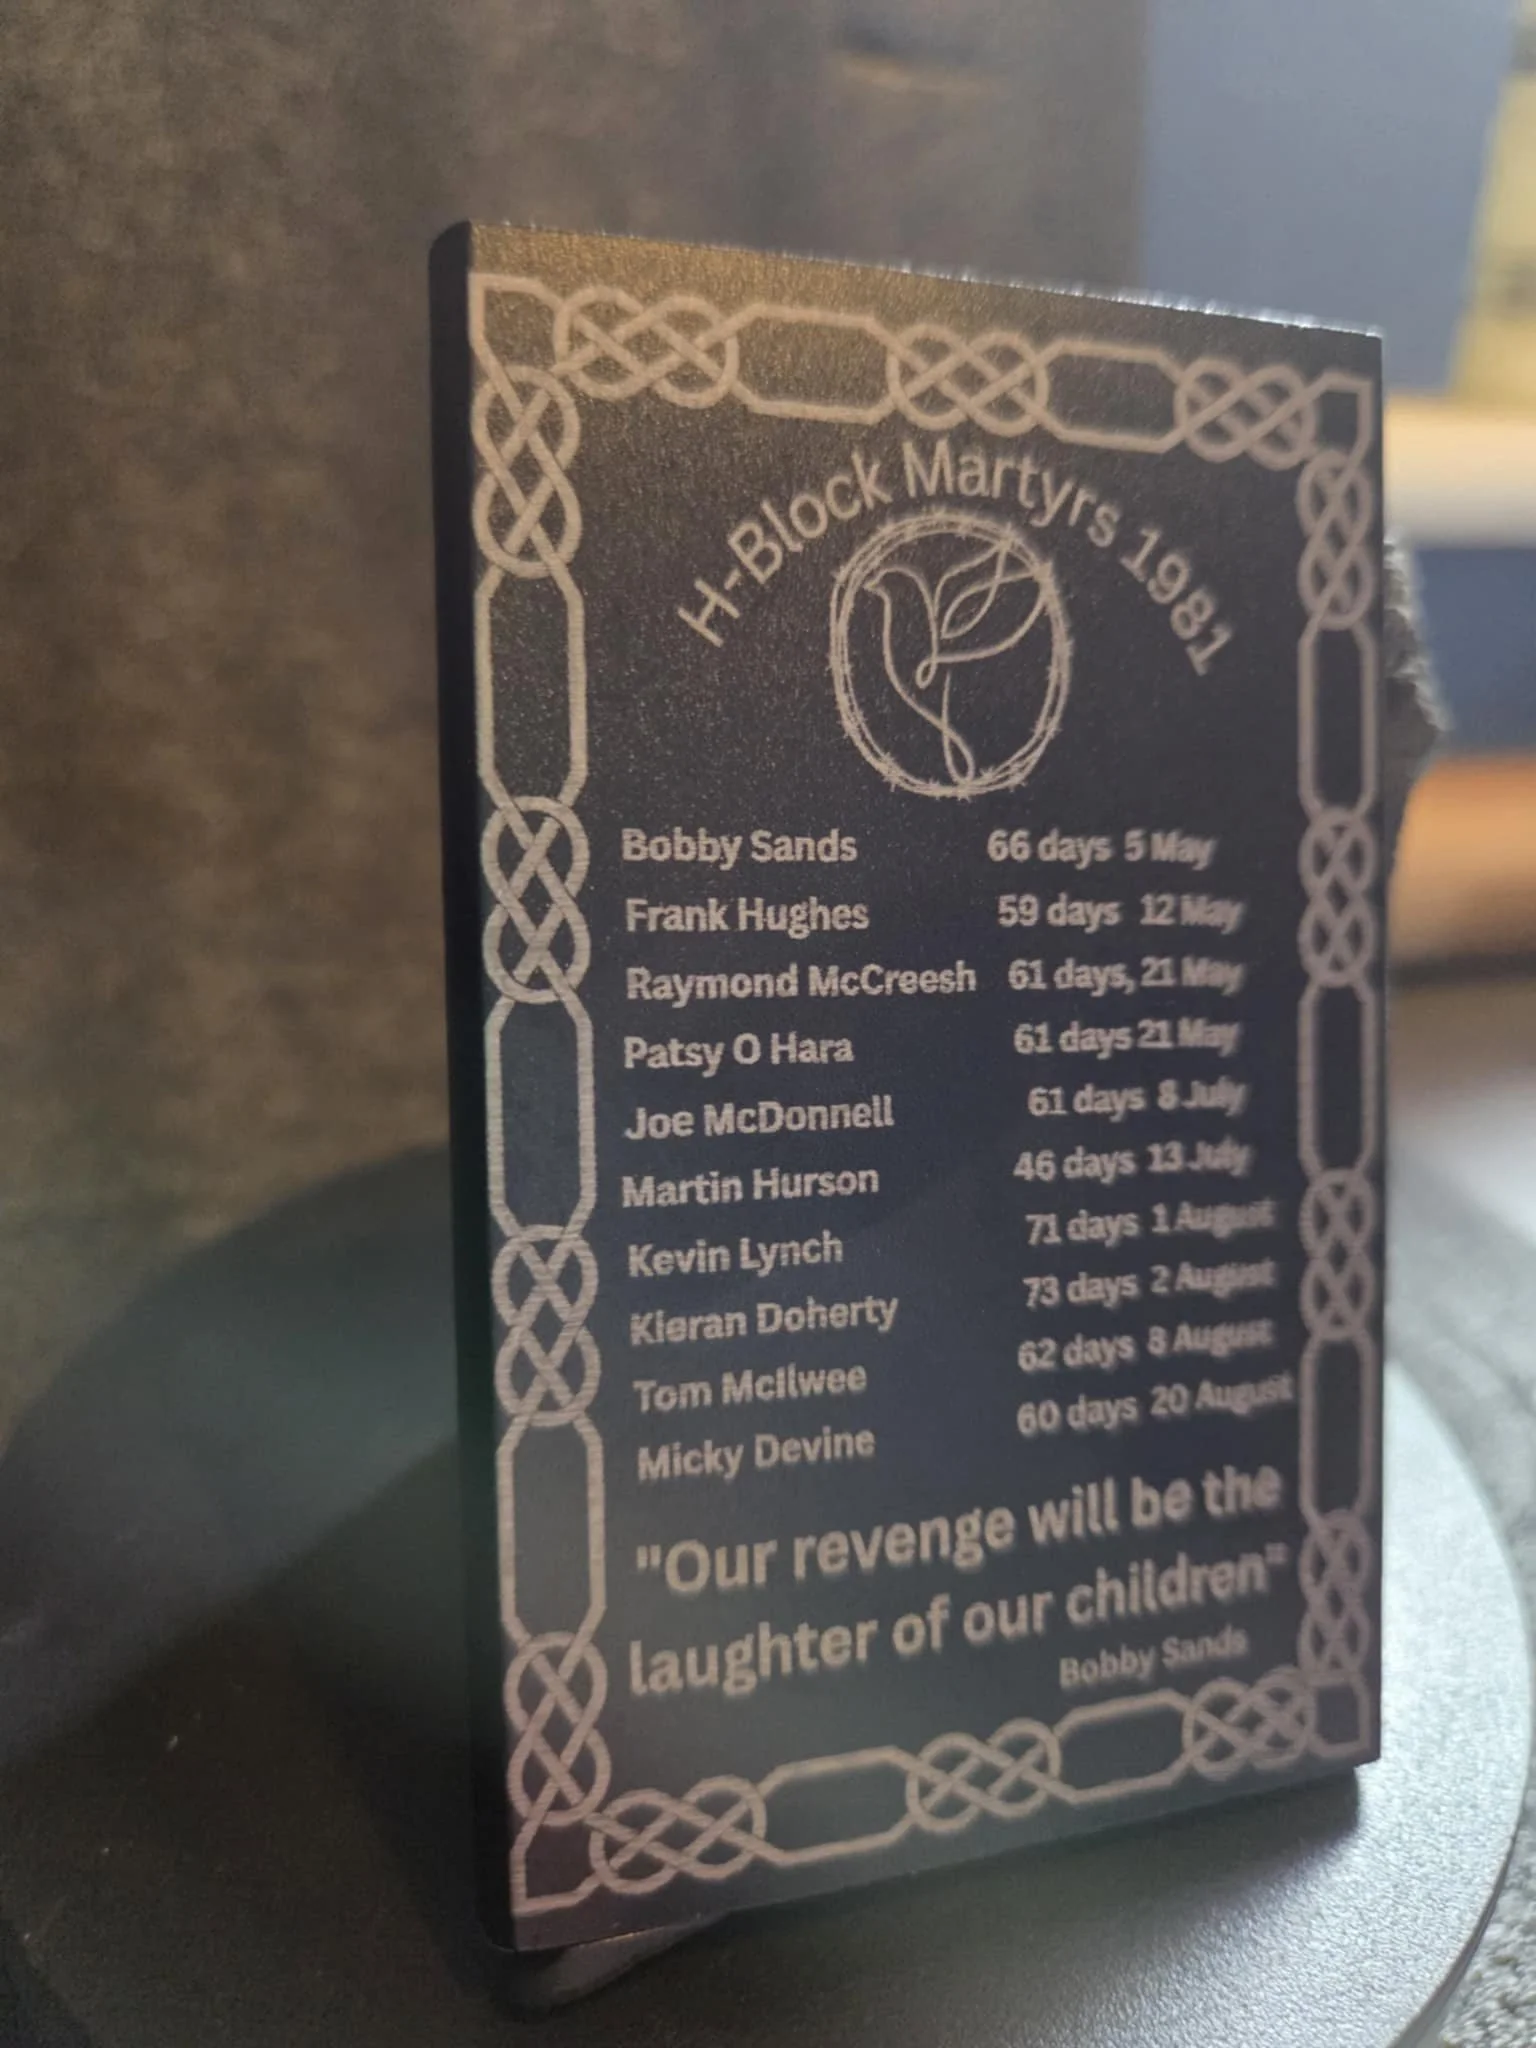 H-Block Martyrs 1981
Bobby Sands 66 days 5 May
Frank Hughes 59 days 12 May
Raymond McCreesh 61 days, 21 May
Patsy O Hara 61 days 21 May
Joe McDonnell 61 days 8 July
Martin Hurson 46 days 13 July
Kevin Lynch 71 days 1 August
Kieran Doherty 73 days 2 August
Tom McIlwee 62 days 8 August
Micky Devine 60 days 20 August
"Our revenge will be the
laughter of our children"
Bobby Sands